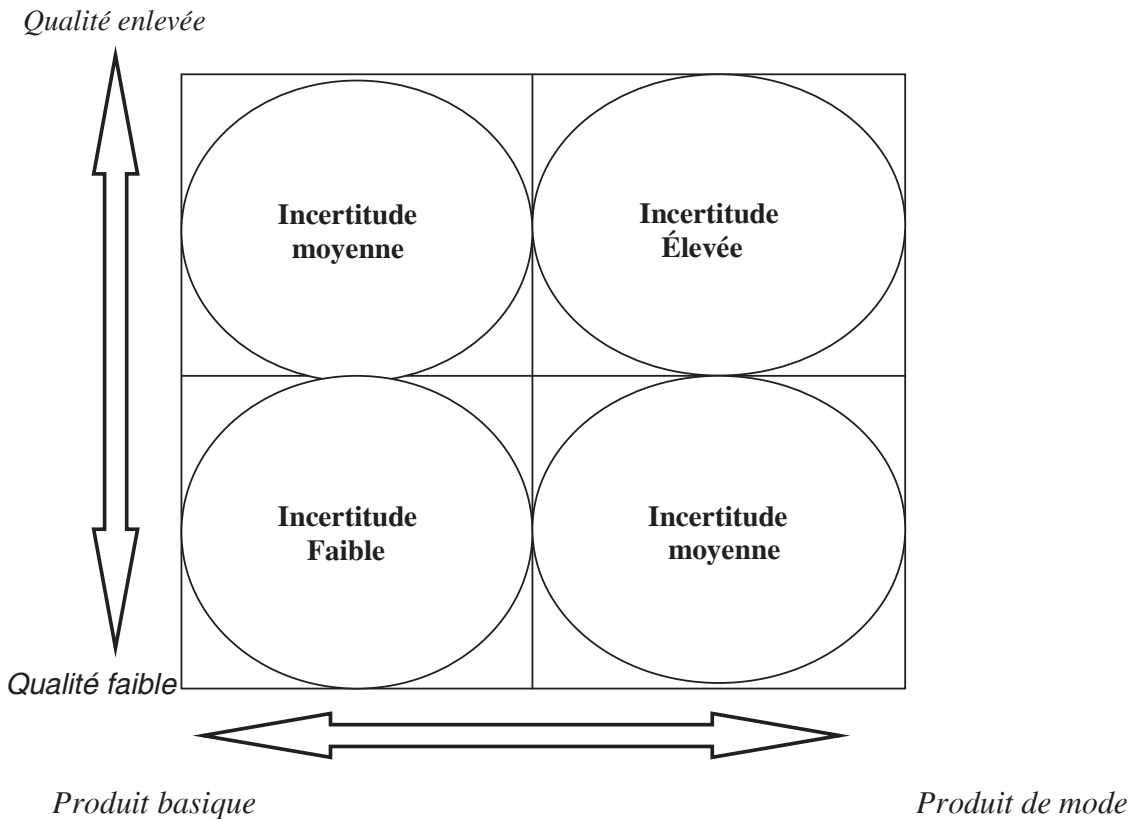 Qualité enlevée
Incertitude
moyenne
Incertitude
Élevée
Incertitude
Faible
Incertitude
moyenne
Qualité faible
Produit basique
Produit de mode